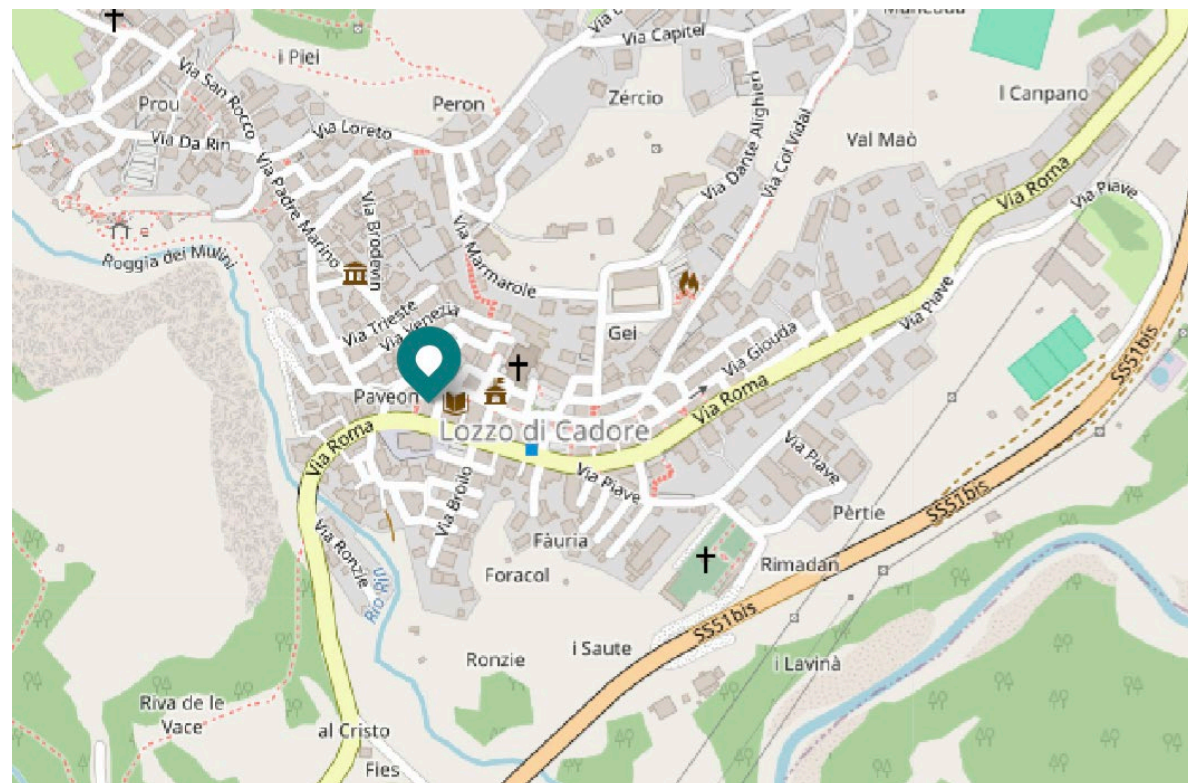 i Piei
Via Capitel
Prou
Via San Rocco
Peron
Zércio
l Canpano
Via Da Rin
Via Loreto
Via Dante Alighieri
Via Col Vidal
Val Maò
Via Padre Marino
Via Brodevin
Via Roma
Via Piave
Roggia dei Mulini
Via Marmarole
Via Trieste
Via Venezia
Gei
Via Giouda
Via Piave
SS51bis
Paveon
Via Roma
Via Roma
Lozzo di Cadore
Via Piave
Via Piave
Via Broilo
SS51bis
Pèrtie
Via Ronzie
Fàuria
Foracol
Rimadan
SS51bis
Ronzie
i Saute
i Lavinà
Riva de le
Vace
al Cristo
Fies